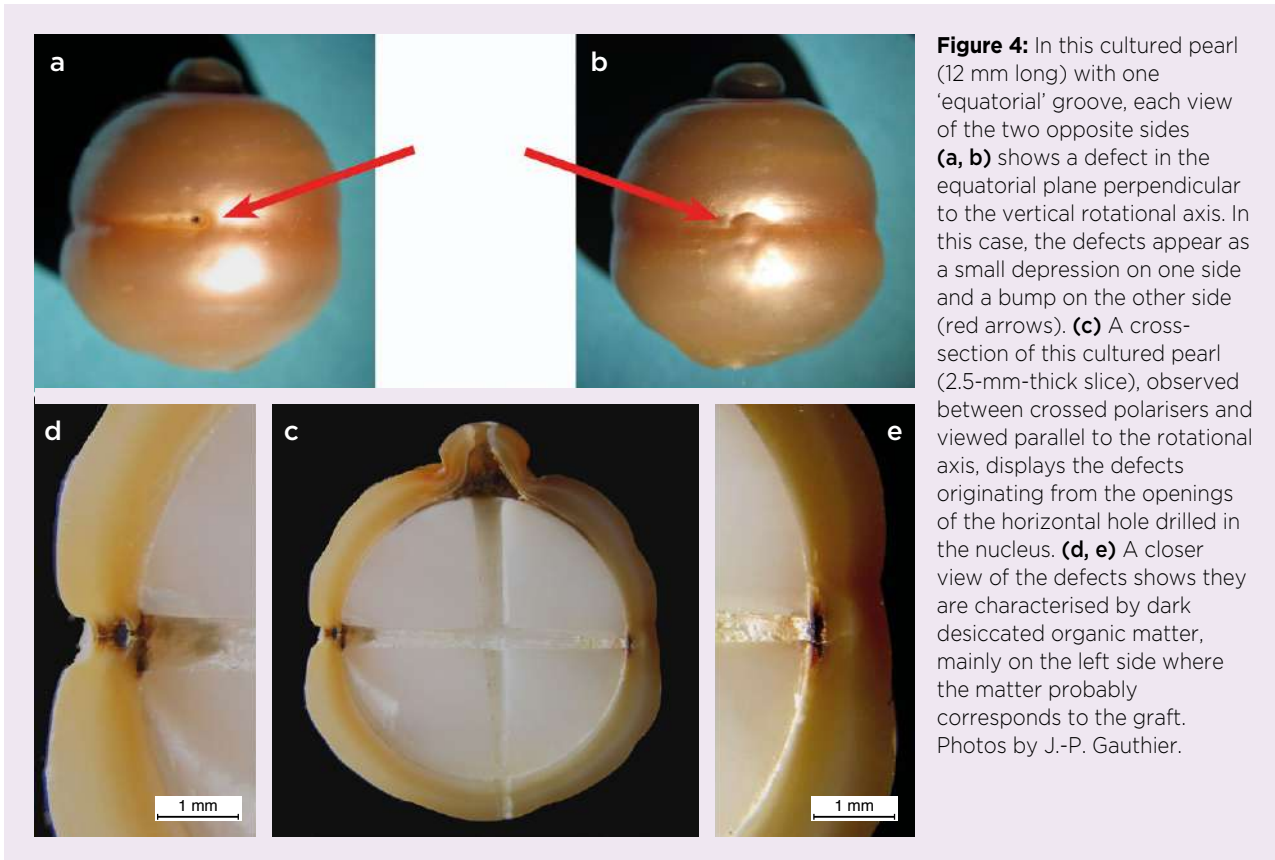 a
b
Figure 4: In this cultured pearl
(12 mm long) with one
‘equatorial’ groove, each view
of the two opposite sides
(a, b) shows a defect in the
equatorial plane perpendicular
to the vertical rotational axis. In
this case, the defects appear as
a small depression on one side
and a bump on the other side
(red arrows). (c) A cross-
section of this cultured pearl
(2.5-mm-thick slice), observed
between crossed polarisers and
viewed parallel to the rotational
axis, displays the defects
originating from the openings
of the horizontal hole drilled in
the nucleus. (d, e) A closer
view of the defects shows they
are characterised by dark
desiccated organic matter,
mainly on the left side where
the matter probably
corresponds to the graft.
Photos by J.-P. Gauthier.
d
c
e
1 mm
1 mm